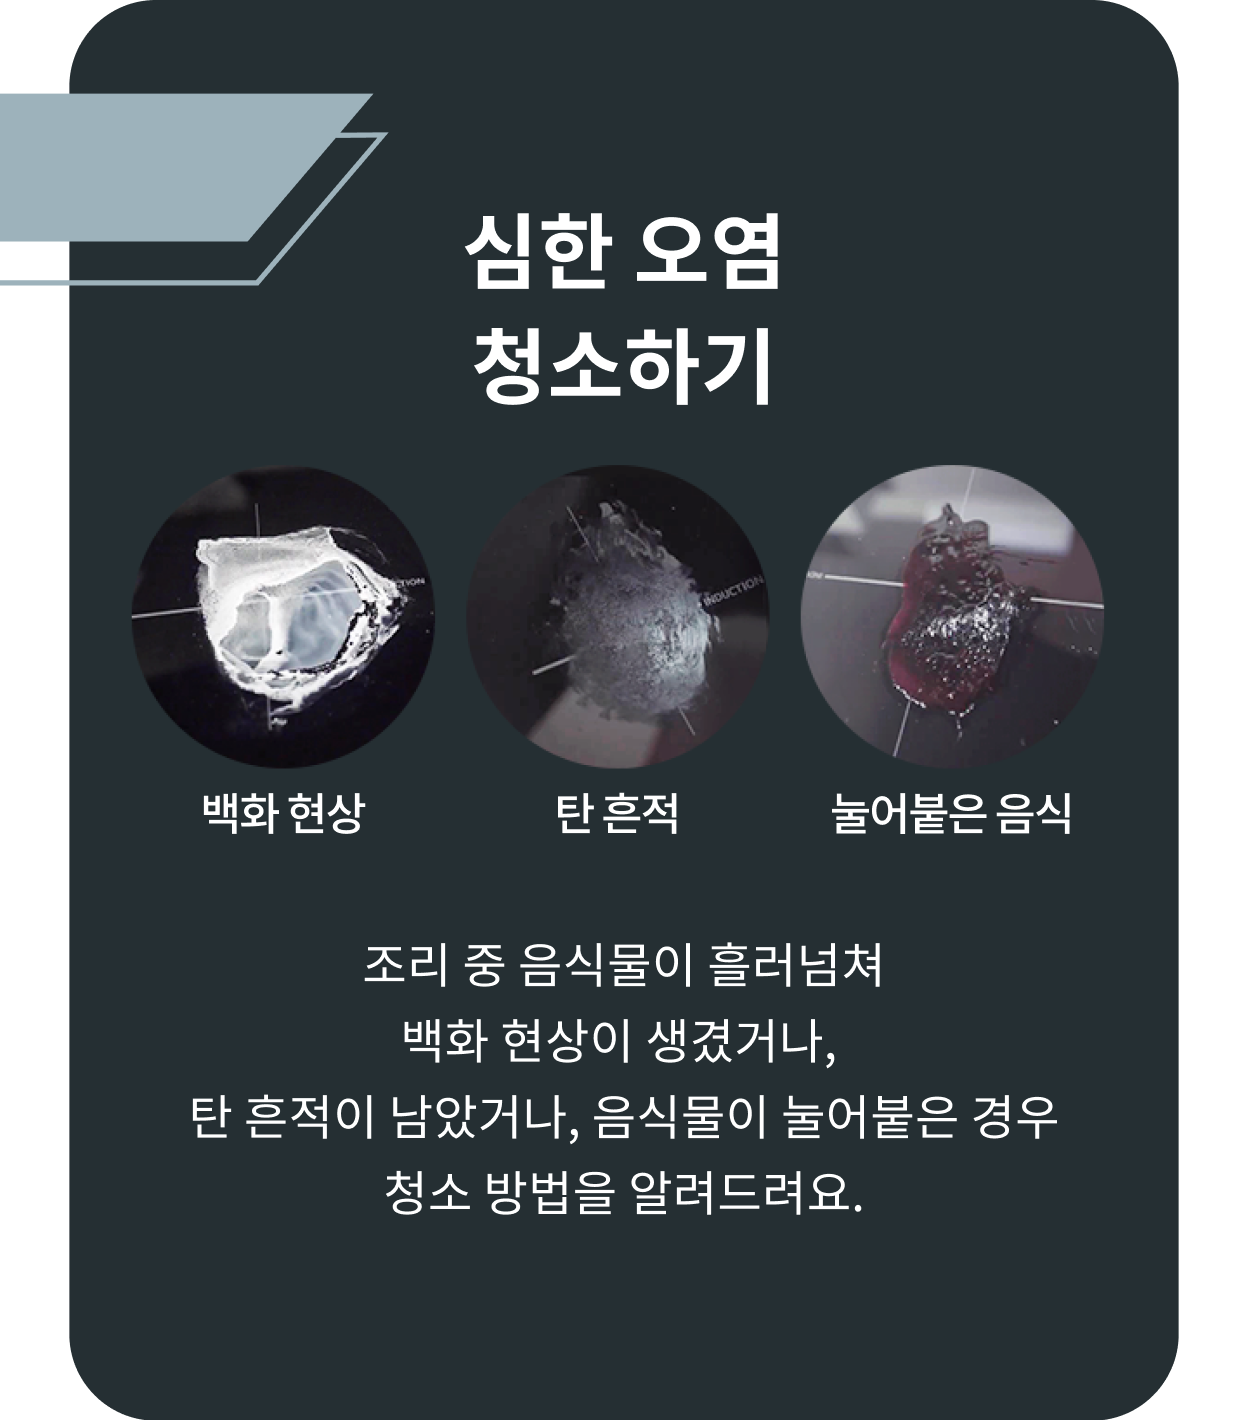 심한 오염
청소하기
INDUCTION
백화 현상
탄 흔적
눌어붙은 음식
조리 중 음식물이 흘러넘쳐
백화 현상이 생겼거나,
탄 흔적이 남았거나, 음식물이 눌어붙은 경우
청소 방법을 알려드려요.